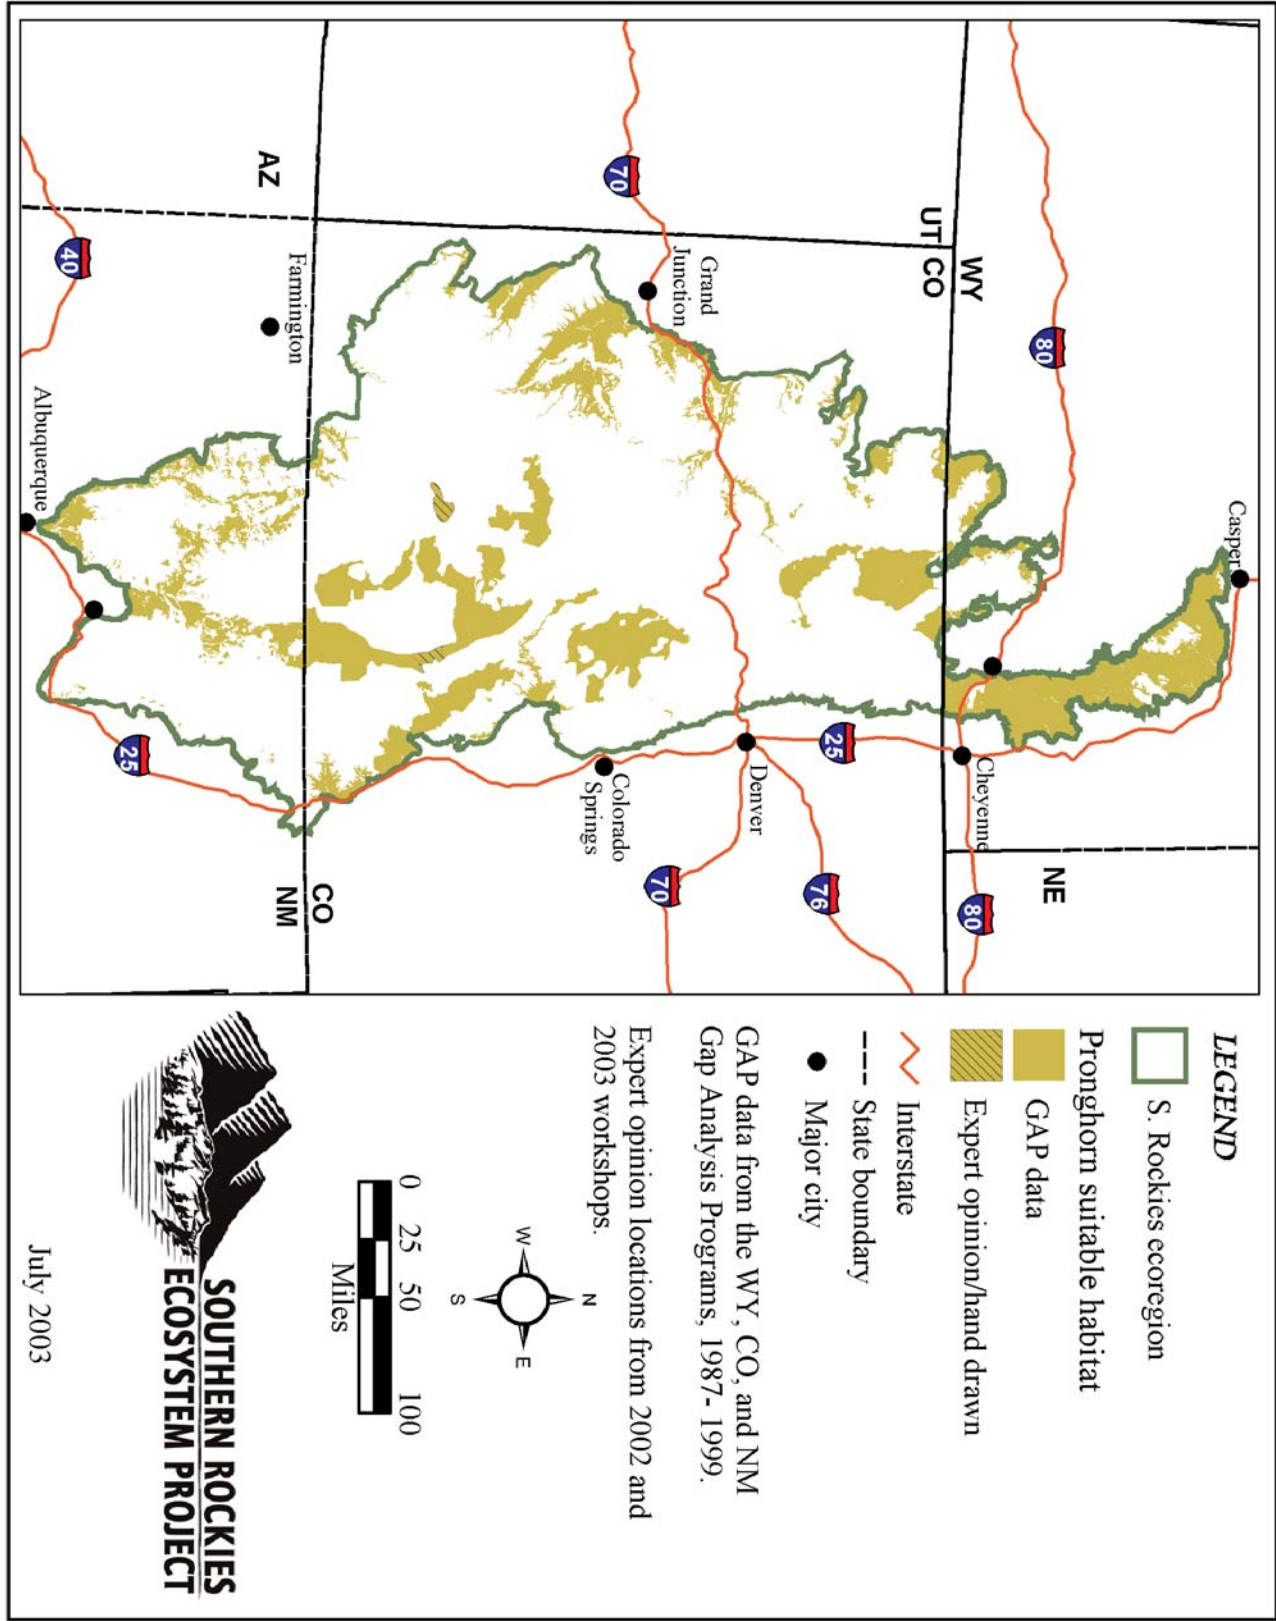 Casper
80
WY
NE
UT
CO
Cheyenne
80
25
76
Denver
Grand
Junction
70
70
Colorado
Springs
AZ
Farmington
CO
NM
40
Albuquerque
25
LEGEND
S. Rockies ecoregion
Pronghorn suitable habitat
GAP data
Expert opinion/hand drawn
Interstate
State boundary
Major city
GAP data from the WY, CO, and NM
Gap Analysis Programs, 1987- 1999.
Expert opinion locations from 2002 and
2003 workshops.
N
W
E
S
0 25 50 100
Miles
SOUTHERN ROCKIES
ECOSYSTEM PROJECT
July 2003